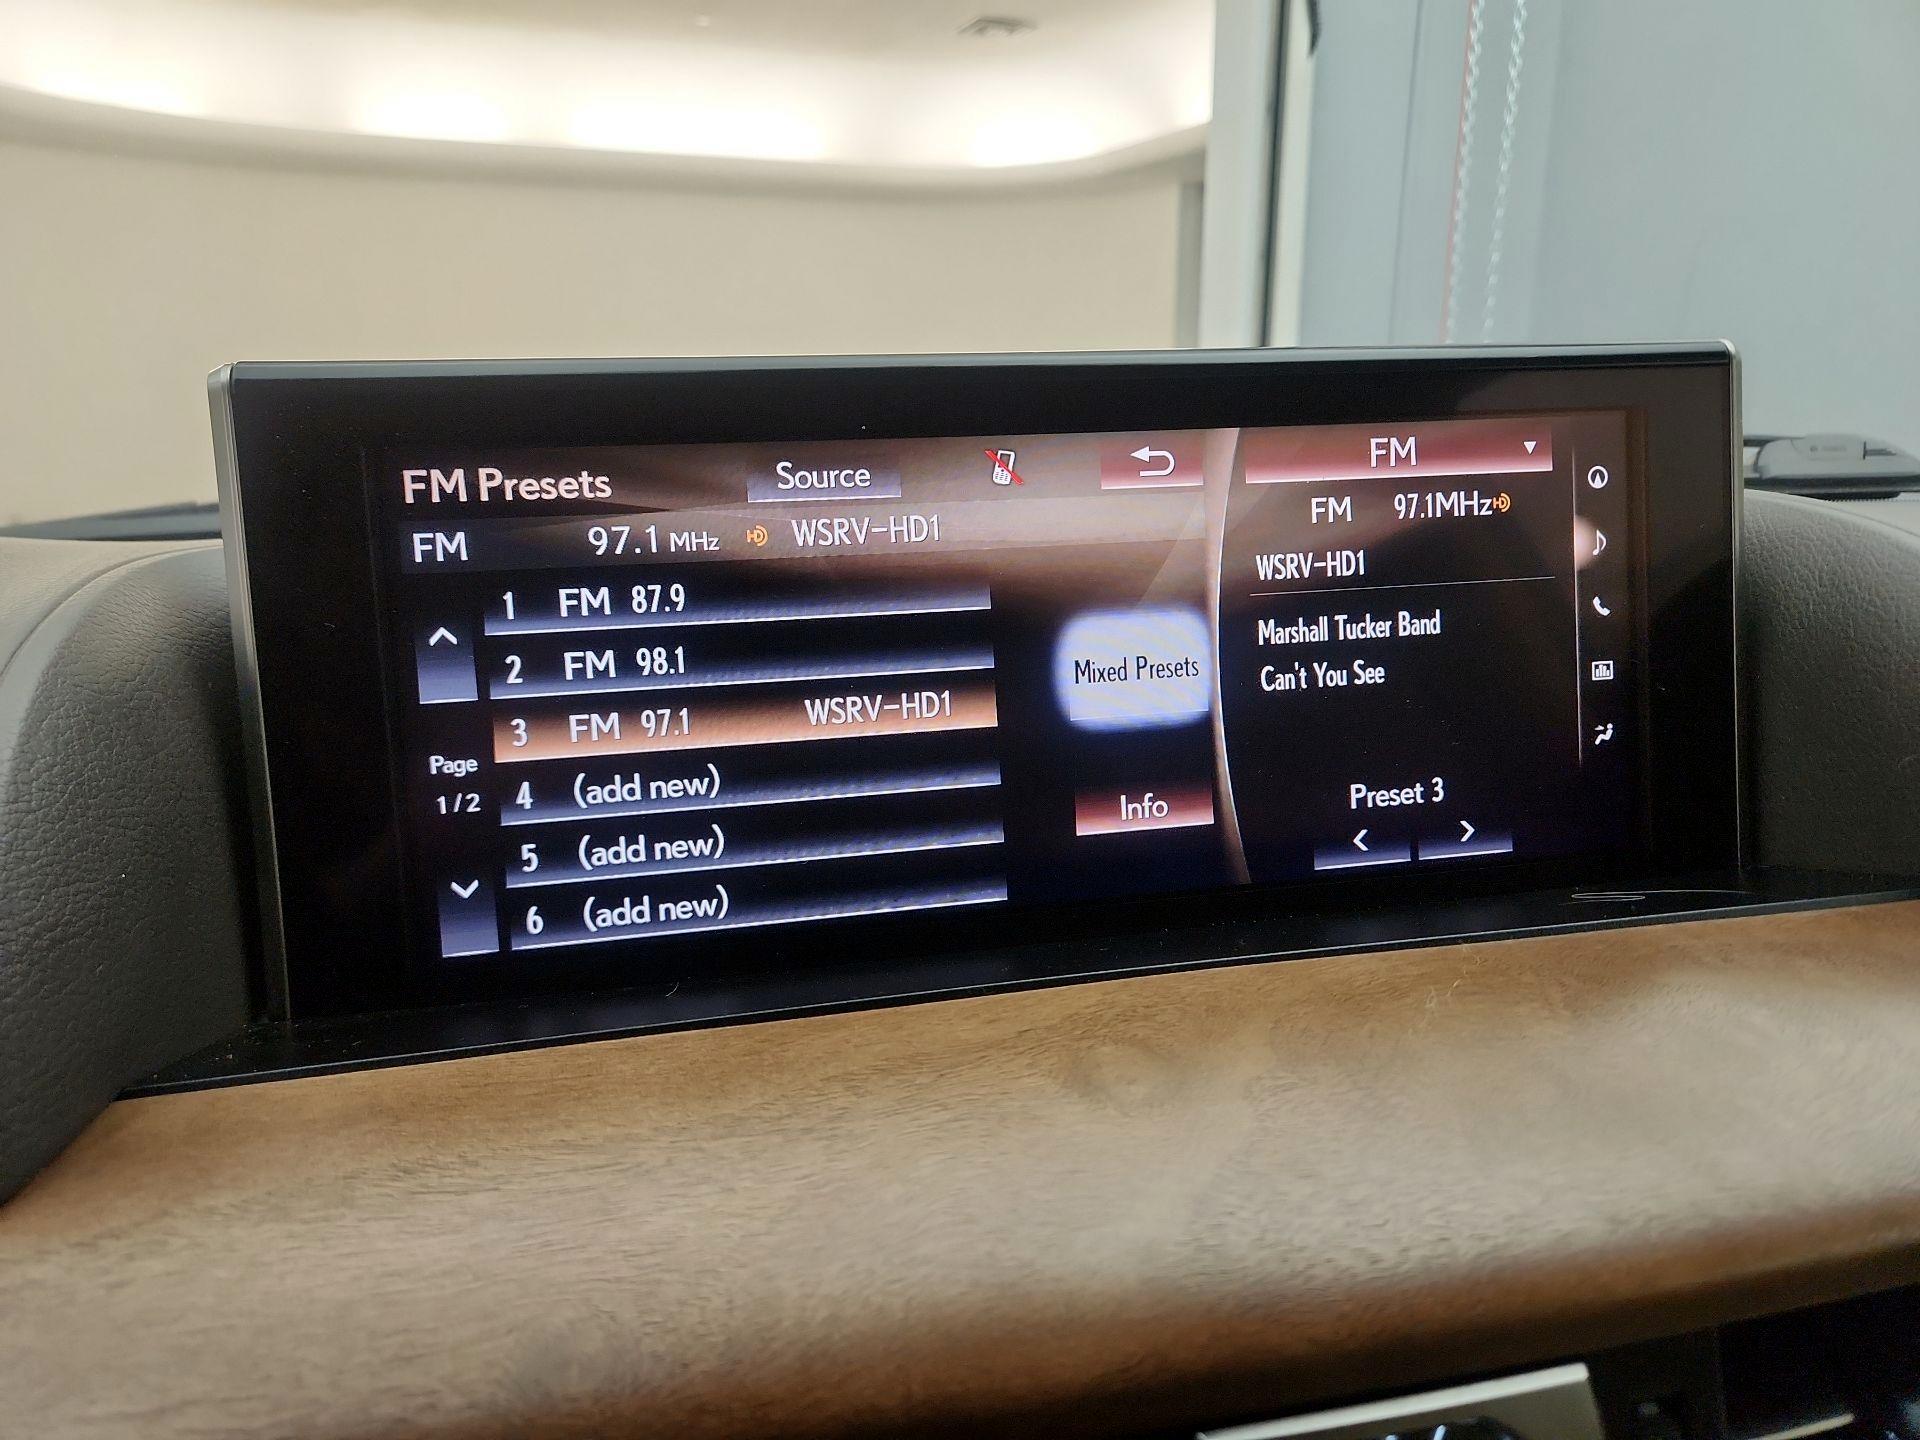 FM Presets
Source
FM 97.1 MHz HD WSRV-HD1
1 FM 87.9
2 FM 98.1
3 FM 97.1 WSRV-HD1
4 (add new)
5 (add new)
6 (add new)
Page
1/2
Mixed Presets
Info
FM
FM 97.1MHz HD
WSRV-HD1
Marshall Tucker Band
Can't You See
Preset 3